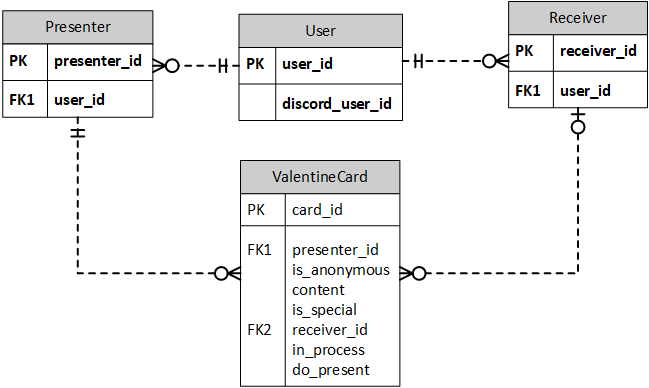 Presenter
PK presenter_id
FK1 user_id
User
PK user_id
discord_user_id
Receiver
PK receiver_id
FK1 user_id
ValentineCard
PK card_id
FK1 presenter_id
is_anonymous
content
is_special
FK2 receiver_id
in_process
do_present